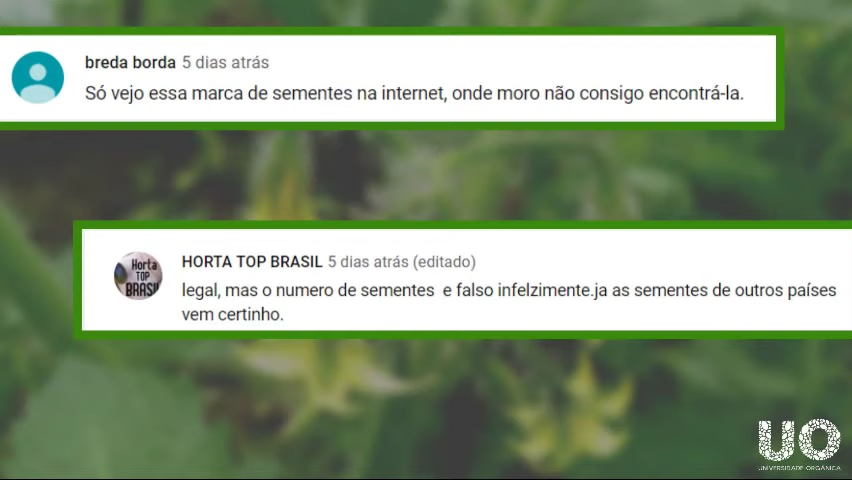 breda borda 5 dias atrás
Só vejo essa marca de sementes na internet, onde moro não consigo encontrá-la.
Horta
TOP
BRASIL
HORTA TOP BRASIL 5 dias atrás (editado)
legal, mas o numero de sementes e falso infelzimente.ja as sementes de outros países
vem certinho.
UO
UNIVERSIDADE ORGÂNICA